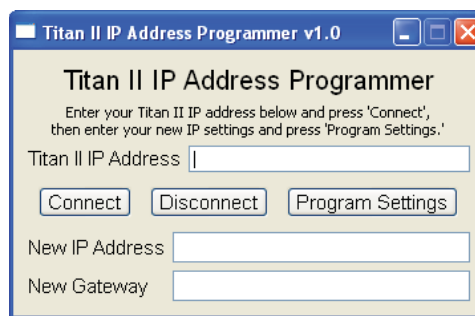 Titan II IP Address Programmer v1.0
Titan II IP Address Programmer
Enter your Titan II IP address below and press 'Connect',
then enter your new IP settings and press 'Program Settings.'
Titan II IP Address
Connect Disconnect Program Settings
New IP Address
New Gateway